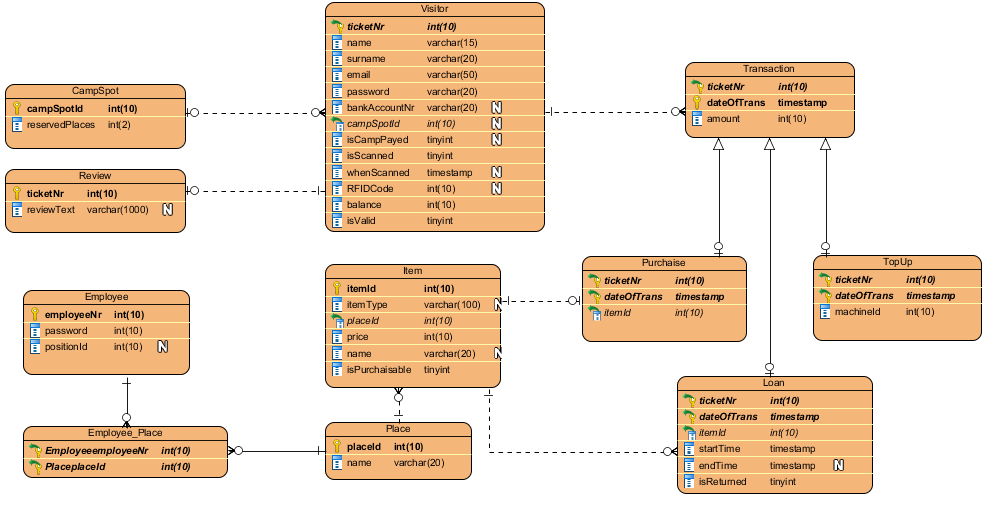 Visitor
ticketNr int(10)
name varchar(15)
surname varchar(20)
email varchar(50)
password varchar(20)
bankAccountNr varchar(20) N
campSpotId int(10) N
isCampPayed tinyint N
isScanned tinyint
whenScanned timestamp N
RFIDCode int(10) N
balance int(10)
isValid tinyint
CampSpot
campSpotId int(10)
reservedPlaces int(2)
Review
ticketNr int(10)
reviewText varchar(1000) N
Transaction
ticketNr int(10)
dateOfTrans timestamp
amount int(10)
Purchaise
ticketNr int(10)
dateOfTrans timestamp
itemId int(10)
TopUp
ticketNr int(10)
dateOfTrans timestamp
machineId int(10)
Item
itemId int(10)
itemType varchar(100) N
placeId int(10)
price int(10)
name varchar(20) N
isPurchaisable tinyint
Employee
employeeNr int(10)
password int(10)
positionId int(10) N
Loan
ticketNr int(10)
dateOfTrans timestamp
itemId int(10)
startTime timestamp
endTime timestamp N
isReturned tinyint
Employee_Place
EmployeeemployeeNr int(10)
PlaceplaceId int(10)
Place
placeId int(10)
name varchar(20)